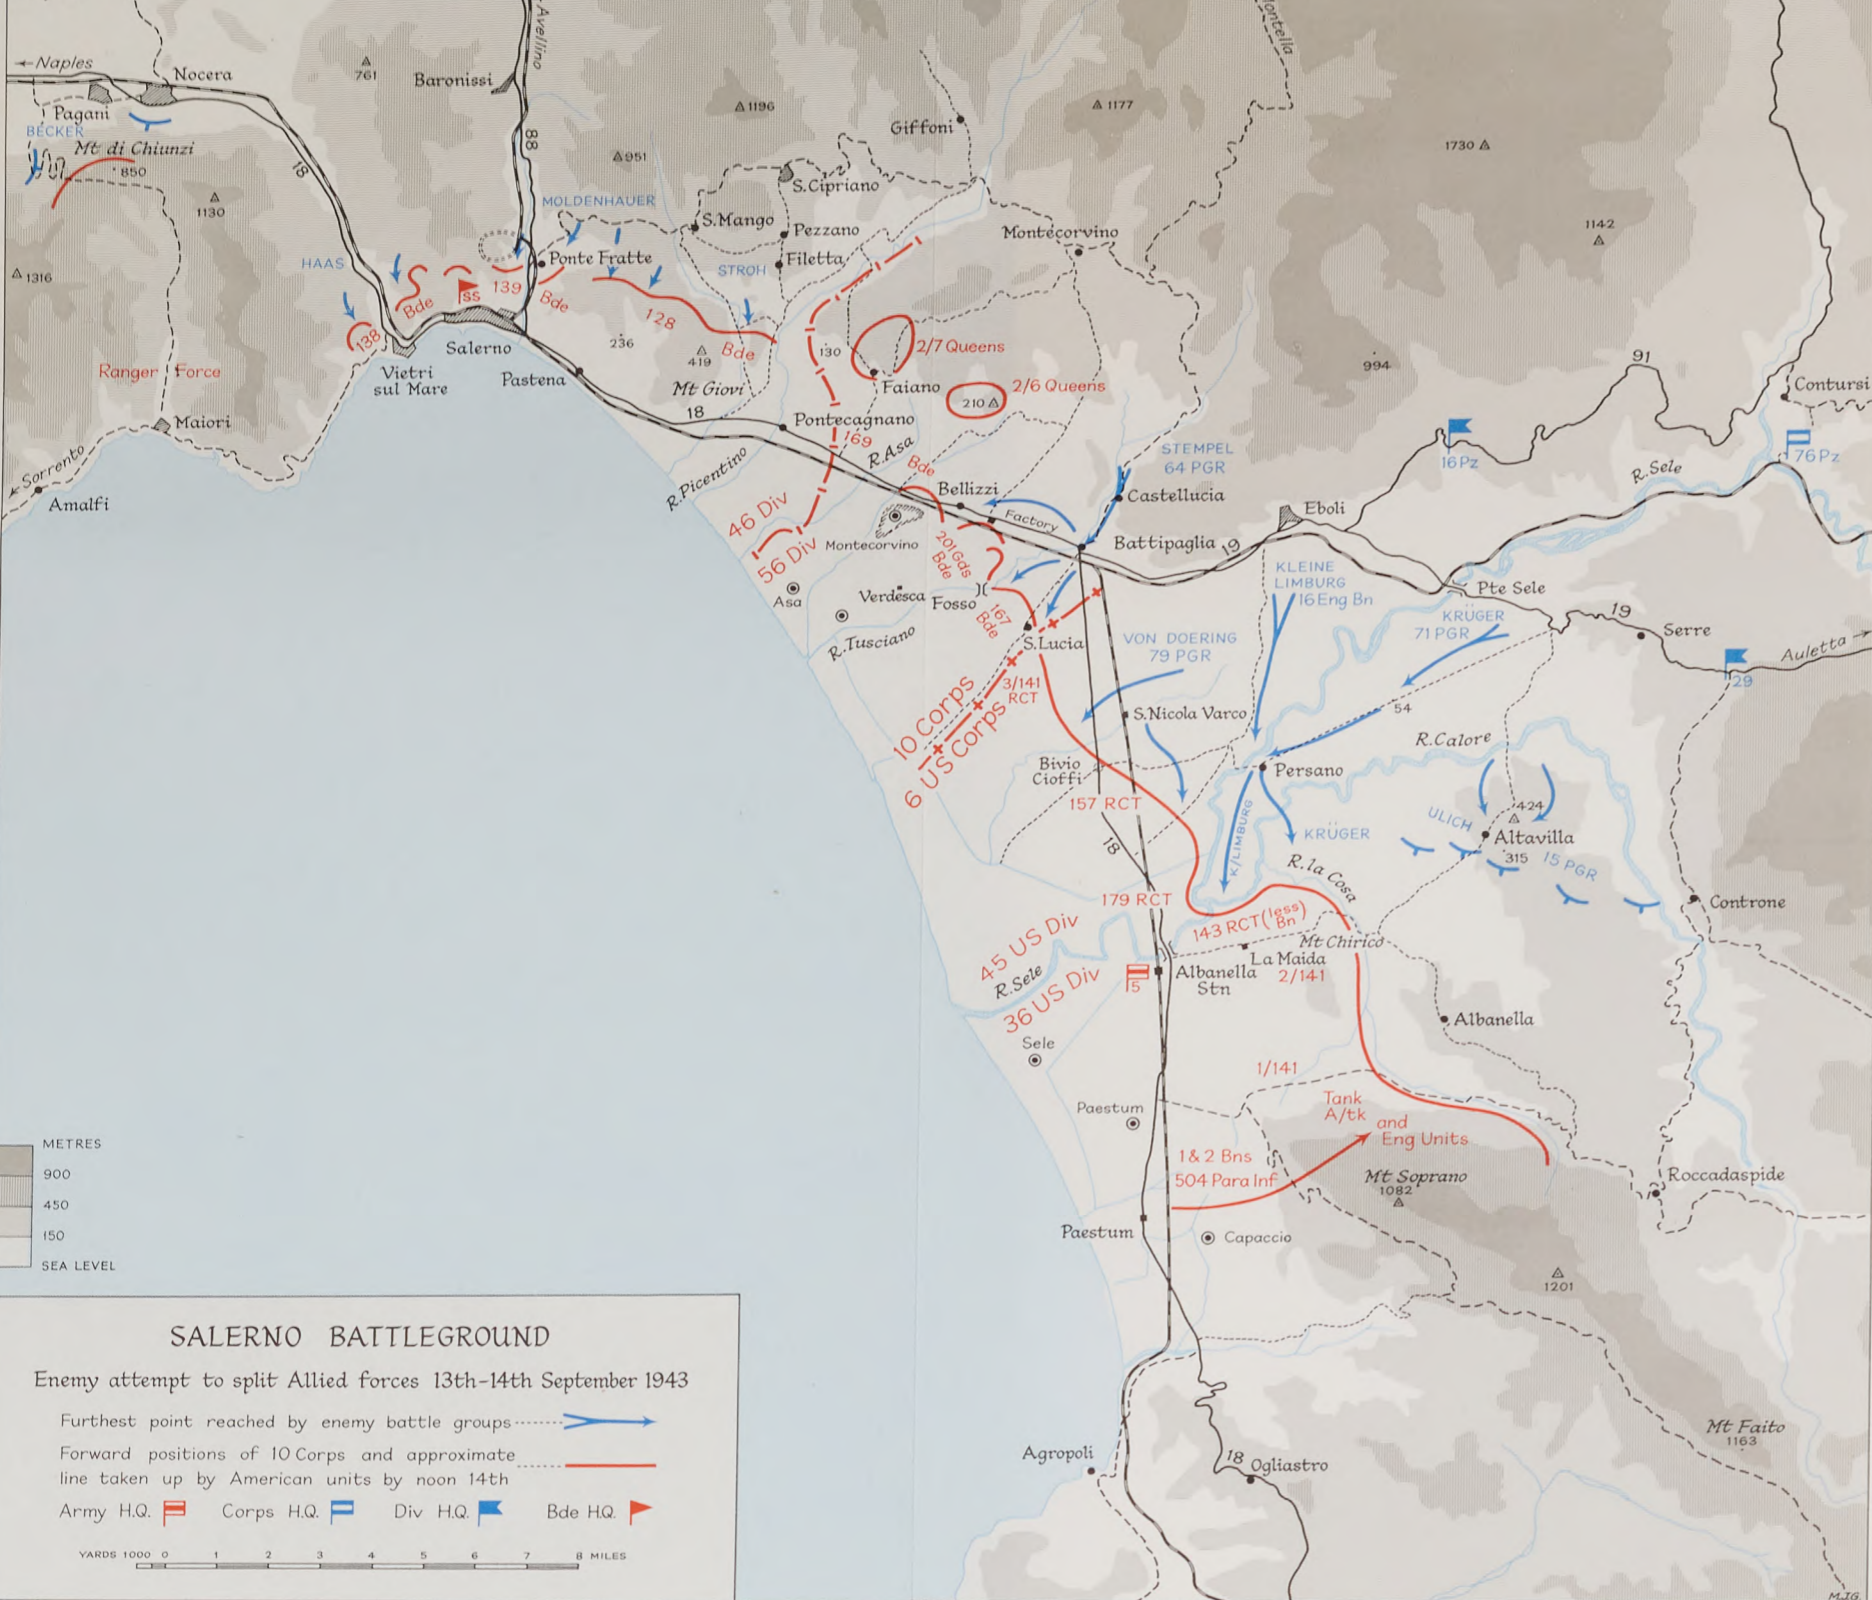 ← Naples
Nocera
Pagani
BECKER
Mt di Chiunzi
850
761
Baronissi
Avellino
88
18
1130
1316
1196
951
Giffoni
1177
Montella
1730
1142
S.Cipriano
S.Mango
Pezzano
Filetta
MOLDENHAUER
Ponte Fratte
STROH
Montecorvino
HAAS
Bde
SS
139
Bde
138
128
Bde
236
419
Mt Giovi
130
2/7 Queens
Faiano
2/6 Queens
210
994
91
Contursi
Ranger Force
Salerno
Vietri
sul Mare
Pastena
Maiori
← Sorrento
Amalfi
18
Pontecagnano
169
Bde
R.Asa
R.Picentino
STEMPEL
64 PGR
16 Pz
76 Pz
R.Sele
Bellizzi
Castellucia
Factory
Eboli
46 Div
56 Div
Montecorvino
201 Gds
Bde
Battipaglia
19
Asa
Verdesca
Fosso
167
Bde
R.Tusciano
S.Lucia
KLEINE
LIMBURG
16 Eng Bn
Pte Sele
KRÜGER
71 PGR
19
Serre
Auletta →
29
VON DOERING
79 PGR
3/141
RCT
10 Corps
6 US Corps
S.Nicola Varco
54
R.Calore
Bivio
Cioffi
Persano
157 RCT
18
K/LIMBURG
KRÜGER
424
ULICH
Altavilla
315
15 PGR
R.la Cosa
Controne
179 RCT
143 RCT (less Bn)
Mt Chirico
La Maida
2/141
45 US Div
R.Sele
36 US Div
5
Albanella
Stn
Albanella
Sele
1/141
Paestum
Tank
A/tk
and
Eng Units
1 & 2 Bns
504 Para Inf
Mt Soprano
1082
Roccadaspide
Paestum
Capaccio
1201
Mt Faito
1163
Agropoli
18
Ogliastro
METRES
900
450
150
SEA LEVEL
SALERNO BATTLEGROUND
Enemy attempt to split Allied forces 13th–14th September 1943
Furthest point reached by enemy battle groups
Forward positions of 10 Corps and approximate
line taken up by American units by noon 14th
Army H.Q. Corps H.Q. Div H.Q. Bde H.Q.
YARDS 1000 0 1 2 3 4 5 6 7 8 MILES
M.J.G.